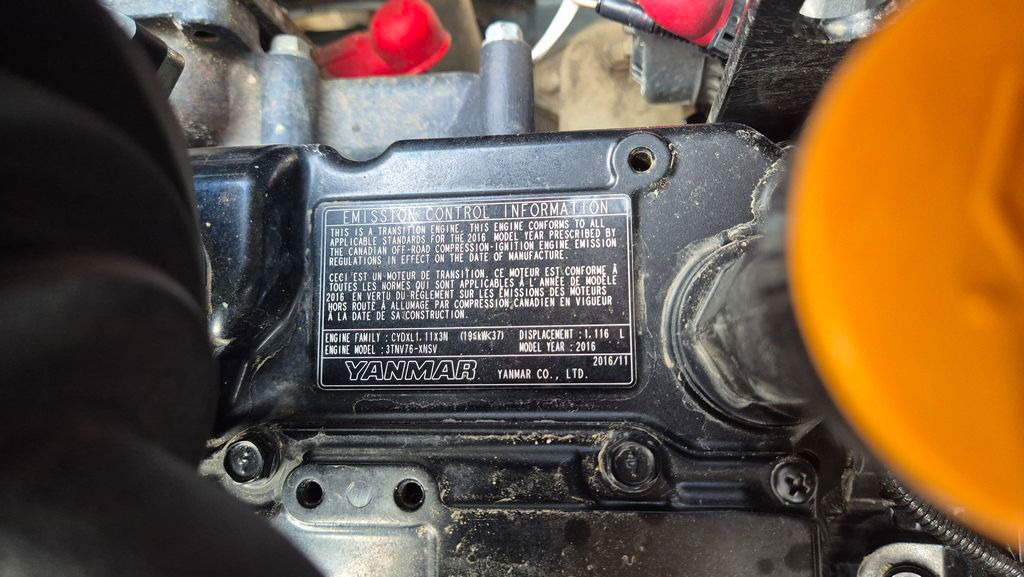 EMISSION CONTROL INFORMATION
THIS IS A TRANSITION ENGINE. THIS ENGINE CONFORMS TO ALL
APPLICABLE STANDARDS FOR THE 2016 MODEL YEAR PRESCRIBED BY
THE CANADIAN OFF-ROAD COMPRESSION-IGNITION ENGINE EMISSION
REGULATIONS IN EFFECT ON THE DATE OF MANUFACTURE.
CECI EST UN MOTEUR DE TRANSITION. CE MOTEUR EST CONFORME À
TOUTES LES NORMES QUI SONT APPLICABLES À L'ANNÉE DE MODÈLE
2016 EN VERTU DU RÈGLEMENT SUR LES ÉMISSIONS DES MOTEURS
HORS ROUTE À ALLUMAGE PAR COMPRESSION CANADIEN EN VIGUEUR
À LA DATE DE SA CONSTRUCTION.
ENGINE FAMILY : CYDXL1.11X3N (19≤kW<37) DISPLACEMENT : 1.116 L
ENGINE MODEL : 3TNV76-XNSV MODEL YEAR : 2016
2016/11
YANMAR YANMAR CO., LTD.